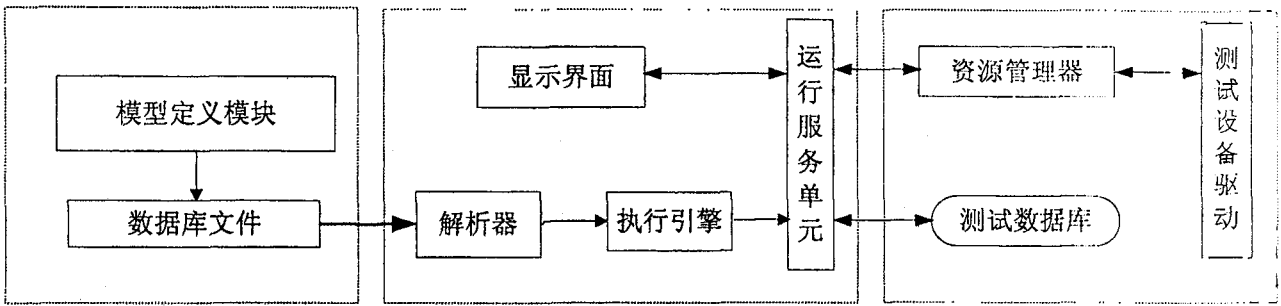 模型定义模块
数据库文件
显示界面
解析器
执行引擎
运行服务单元
资源管理器
测试数据库
测试设备驱动